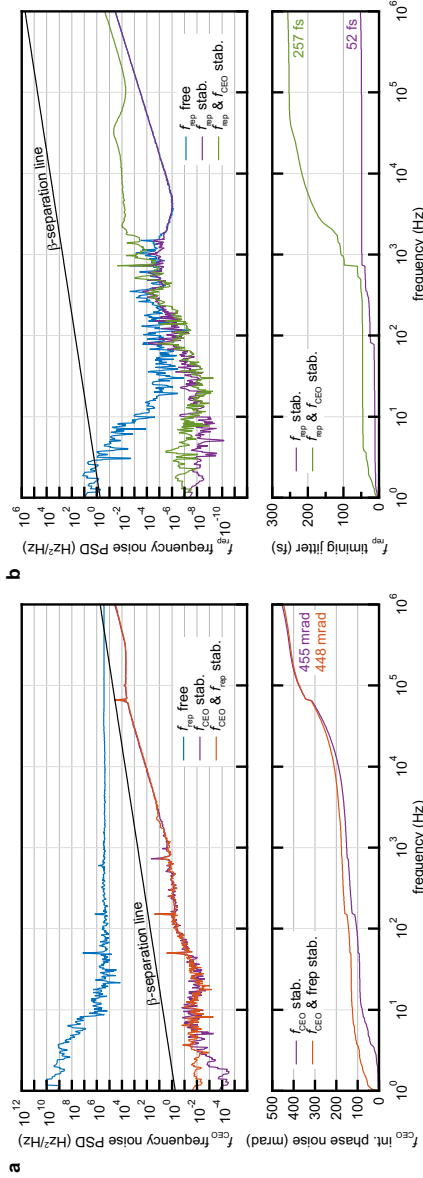 a
f_CEO frequency noise PSD (Hz²/Hz)
10^12
10^10
10^8
10^6
10^4
10^2
10^0
10^-2
10^-4
β-separation line
f_rep free
f_CEO stab.
f_CEO & f_rep stab.
f_CEO int. phase noise (mrad)
500
400
300
200
100
0
f_CEO stab.
f_CEO & frep stab.
455 mrad
448 mrad
10^0
10^1
10^2
10^3
10^4
10^5
10^6
frequency (Hz)
b
f_rep frequency noise PSD (Hz²/Hz)
10^6
10^4
10^2
10^0
10^-2
10^-4
10^-6
10^-8
10^-10
β-separation line
f_rep free
f_rep stab.
f_rep & f_CEO stab.
f_rep timinig jitter (fs)
300
200
100
0
f_rep stab.
f_rep & f_CEO stab.
257 fs
52 fs
10^0
10^1
10^2
10^3
10^4
10^5
10^6
frequency (Hz)